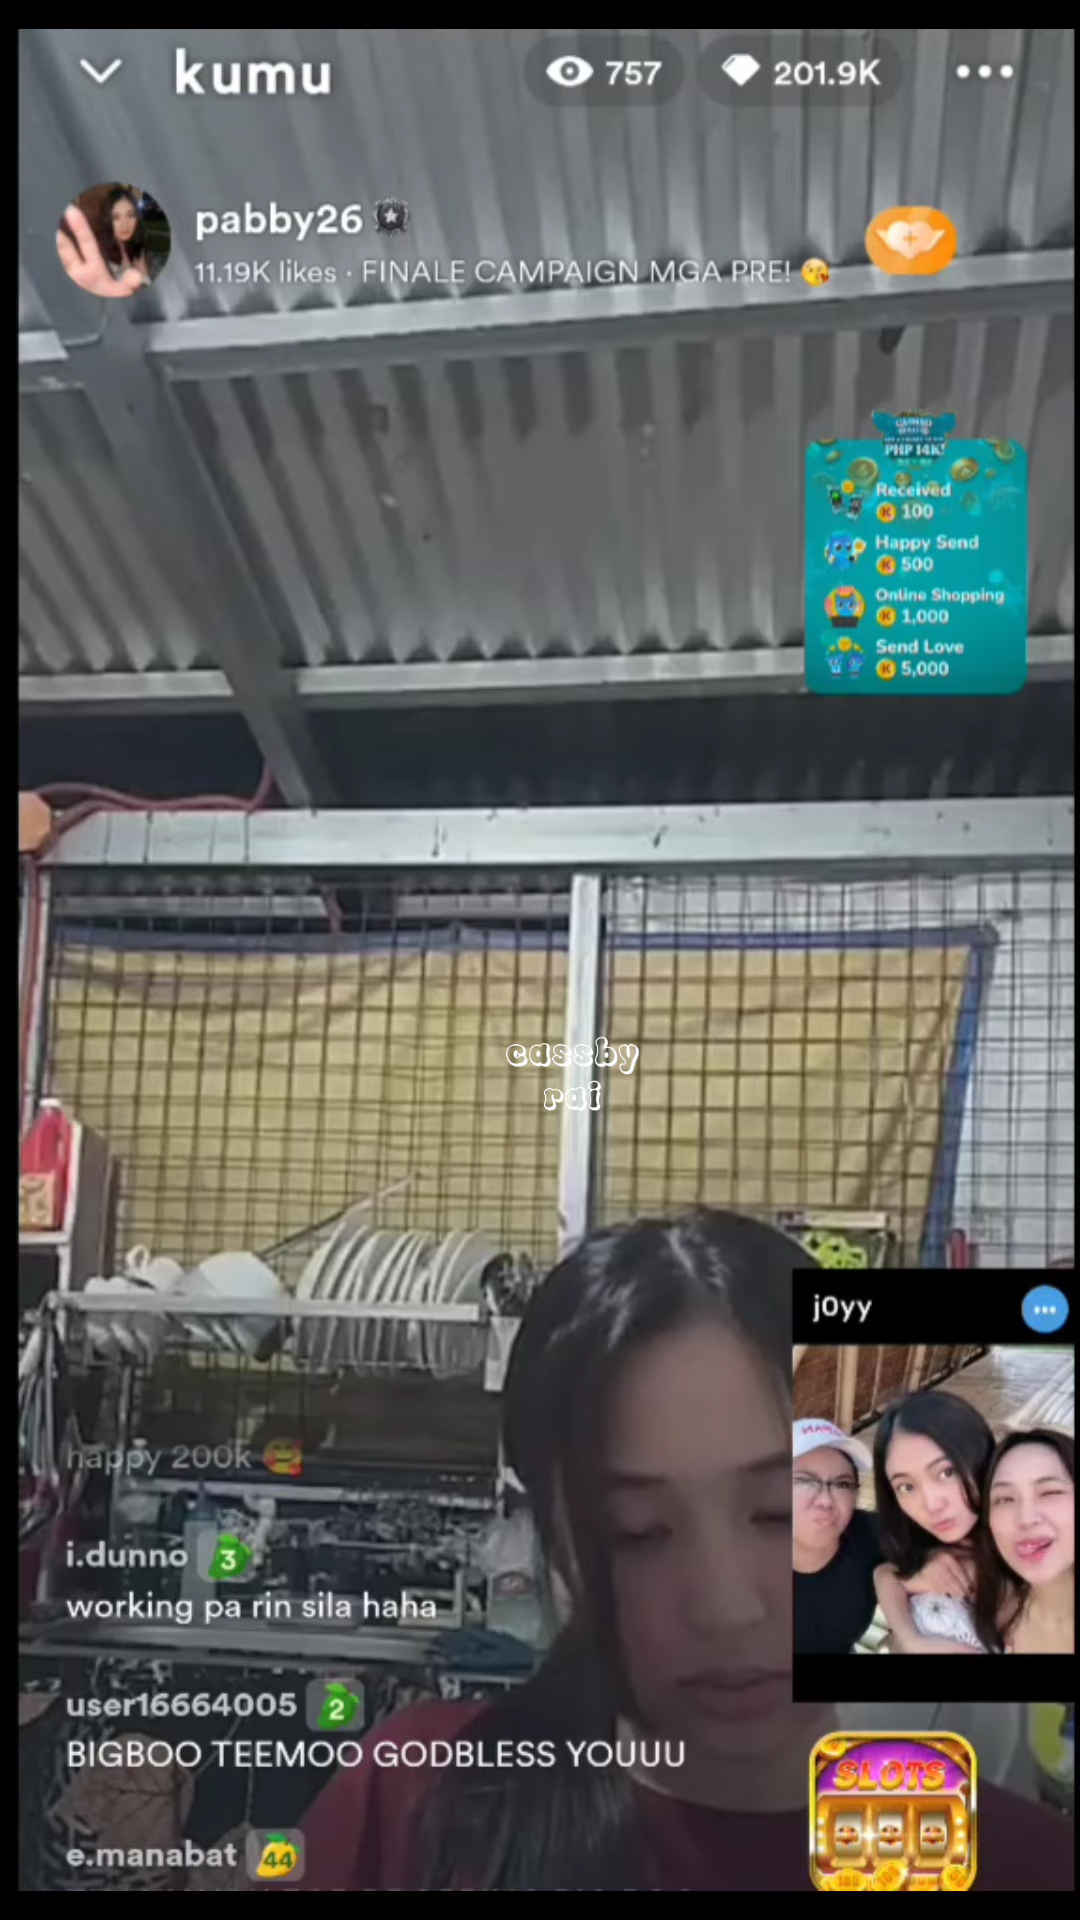 kumu
757
201.9K
pabby26
11.19K likes · FINALE CAMPAIGN MGA PRE! 😘
PHP 14K!
Received
K 100
Happy Send
K 500
Online Shopping
K 1,000
Send Love
K 5,000
cassby
rai
j0yy
happy 200k 🥰
i.dunno 3
working pa rin sila haha
user16664005 2
BIGBOO TEEMOO GODBLESS YOUUU
SLOTS
e.manabat 44